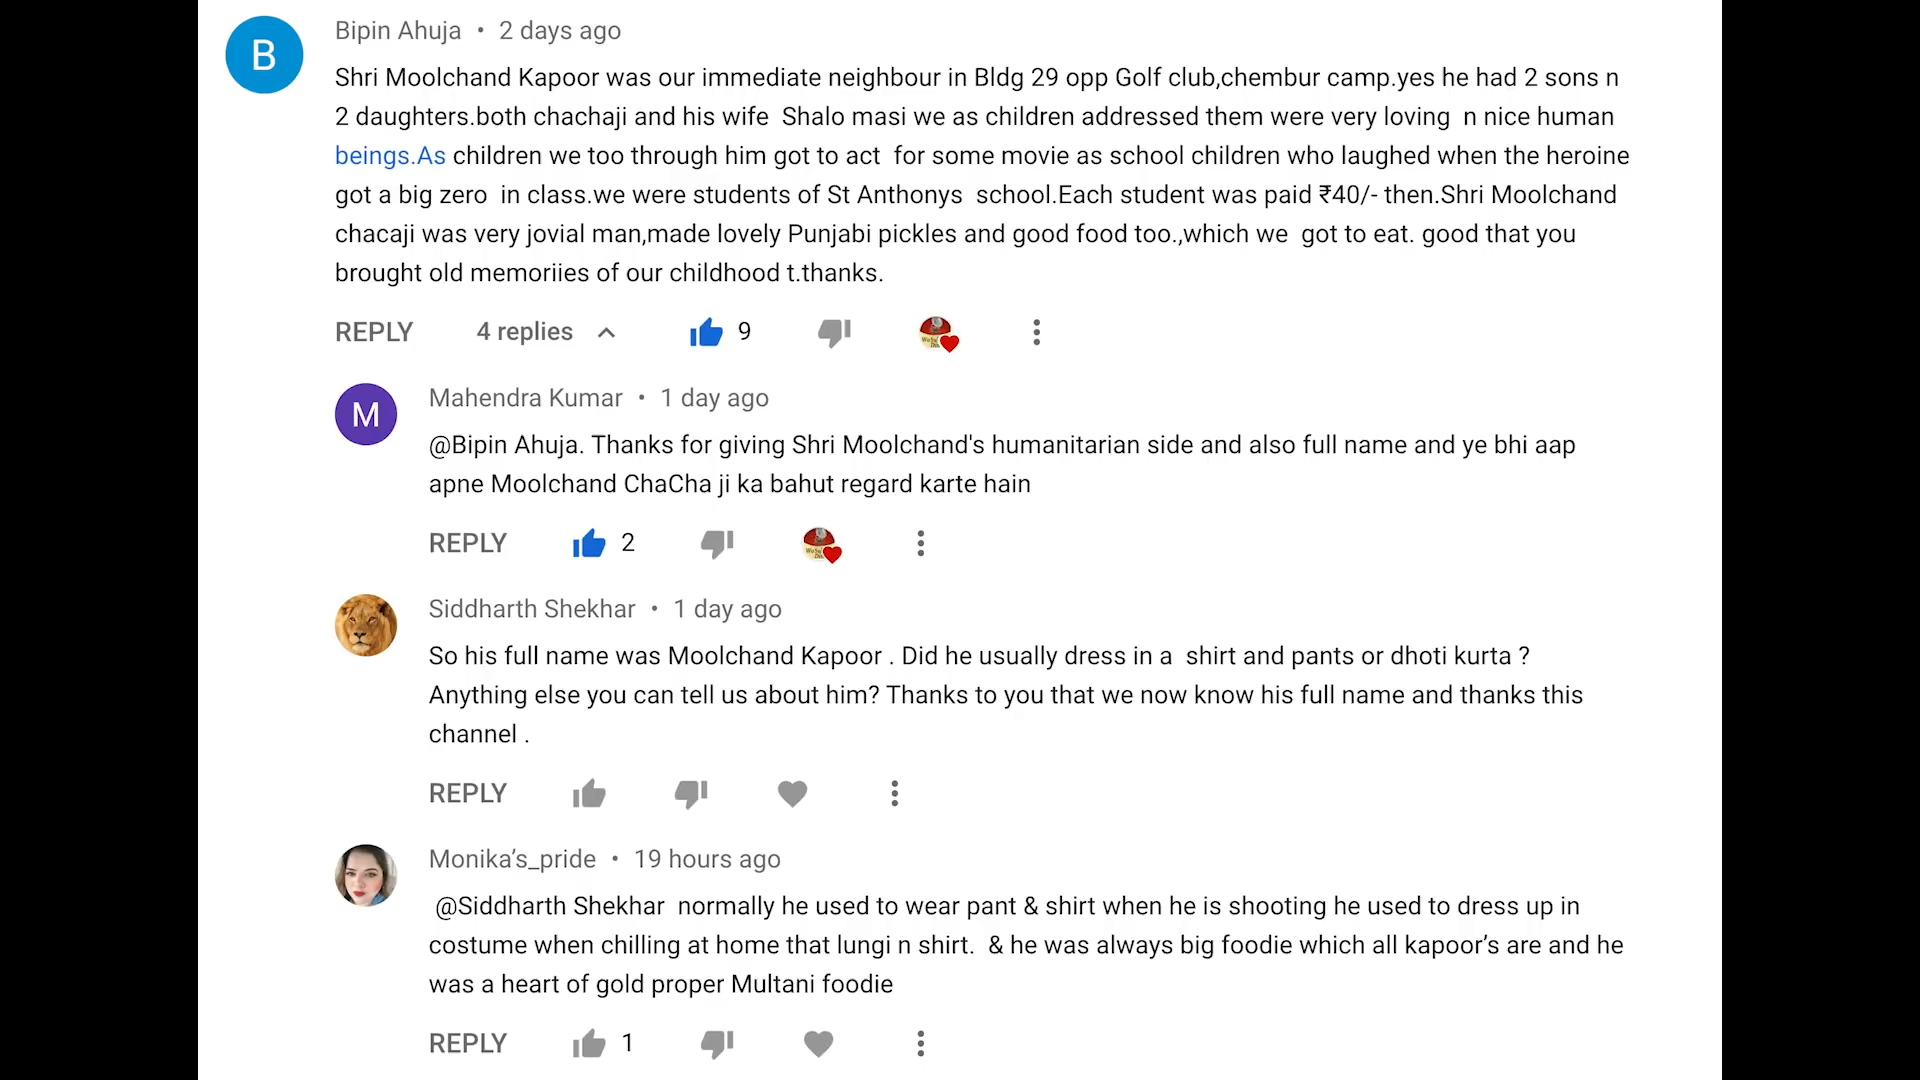 B
Bipin Ahuja • 2 days ago
Shri Moolchand Kapoor was our immediate neighbour in Bldg 29 opp Golf club,chembur camp.yes he had 2 sons n
2 daughters.both chachaji and his wife Shalo masi we as children addressed them were very loving n nice human
beings.As children we too through him got to act for some movie as school children who laughed when the heroine
got a big zero in class.we were students of St Anthonys school.Each student was paid ₹40/- then.Shri Moolchand
chacaji was very jovial man,made lovely Punjabi pickles and good food too.,which we got to eat. good that you
brought old memoriies of our childhood t.thanks.
REPLY 4 replies 9
M
Mahendra Kumar • 1 day ago
@Bipin Ahuja. Thanks for giving Shri Moolchand's humanitarian side and also full name and ye bhi aap
apne Moolchand ChaCha ji ka bahut regard karte hain
REPLY 2
Siddharth Shekhar • 1 day ago
So his full name was Moolchand Kapoor . Did he usually dress in a shirt and pants or dhoti kurta ?
Anything else you can tell us about him? Thanks to you that we now know his full name and thanks this
channel .
REPLY
Monika’s_pride • 19 hours ago
@Siddharth Shekhar normally he used to wear pant & shirt when he is shooting he used to dress up in
costume when chilling at home that lungi n shirt. & he was always big foodie which all kapoor’s are and he
was a heart of gold proper Multani foodie
REPLY 1